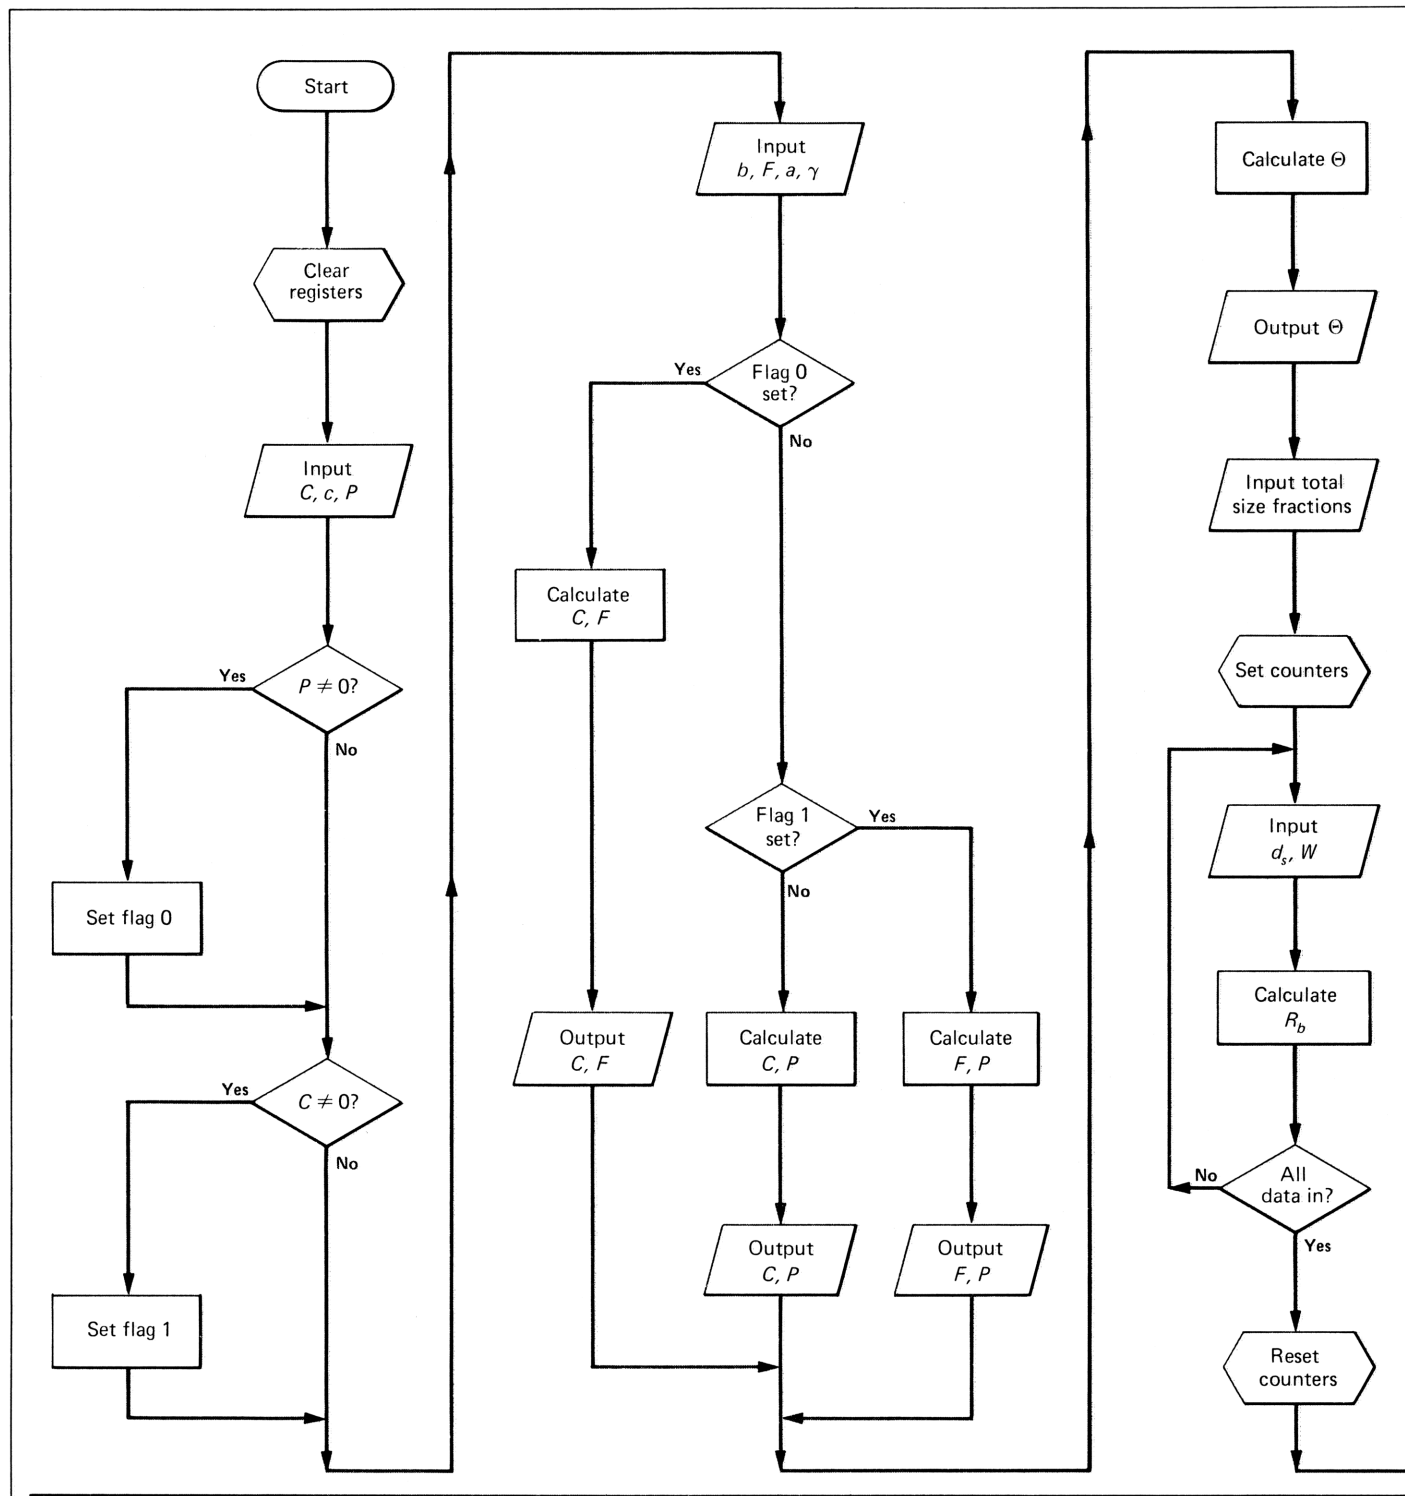 Start
Clear
registers
Input
C, c, P
P ≠ 0?
Yes
No
Set flag 0
C ≠ 0?
Yes
No
Set flag 1
Input
b, F, a, γ
Flag 0
set?
Yes
No
Calculate
C, F
Flag 1
set?
Yes
No
Output
C, F
Calculate
C, P
Calculate
F, P
Output
C, P
Output
F, P
Calculate Θ
Output Θ
Input total
size fractions
Set counters
Input
dₛ, W
Calculate
R_b
All
data in?
No
Yes
Reset
counters